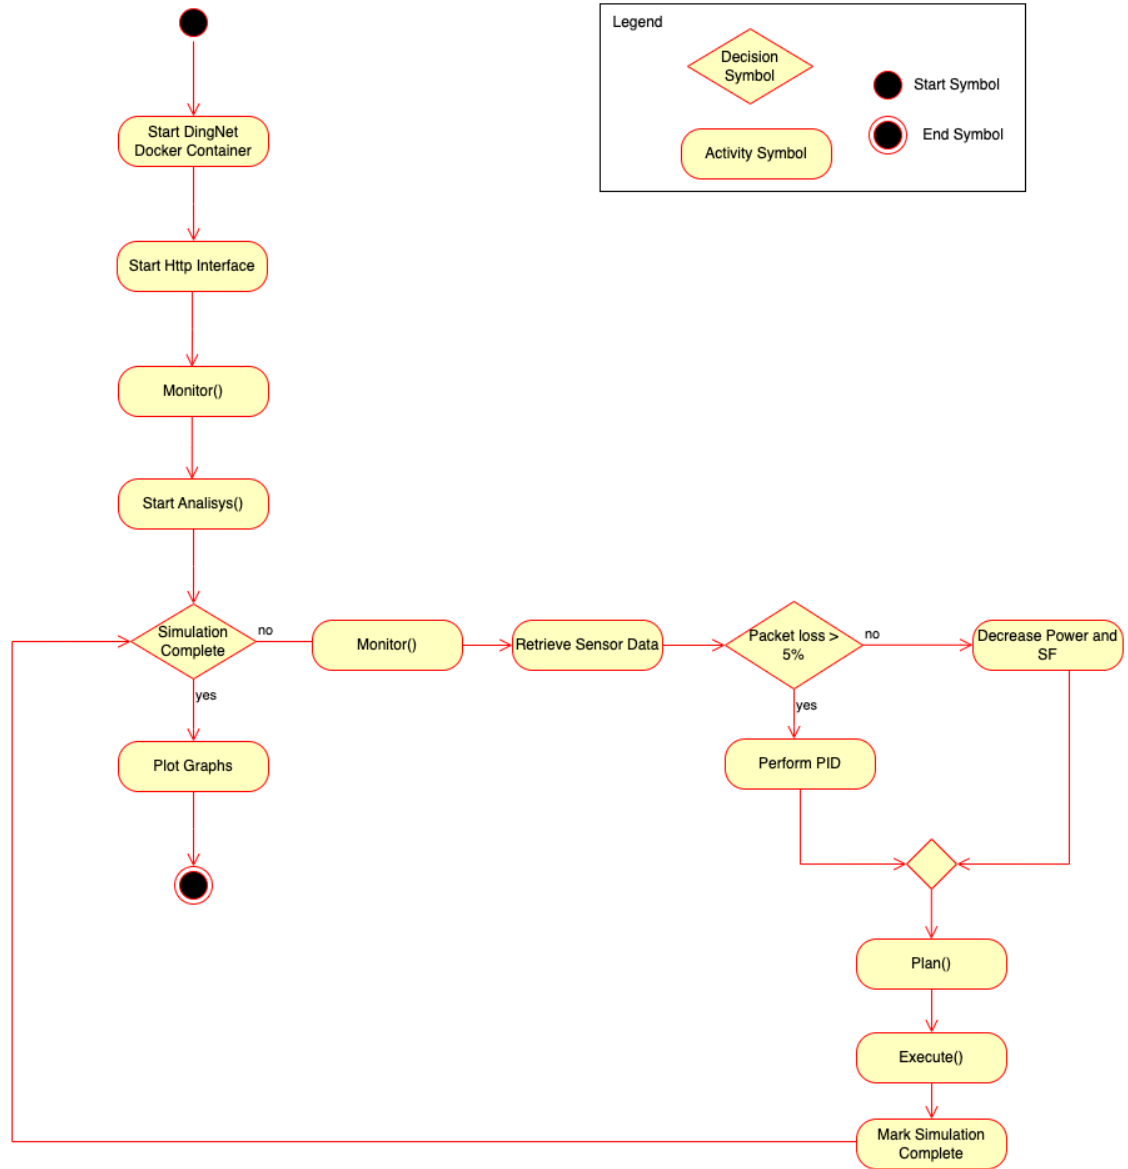 Legend
Decision
Symbol
Start Symbol
End Symbol
Activity Symbol
Start DingNet
Docker Container
Start Http Interface
Monitor()
Start Analisys()
Simulation
Complete
no
Monitor()
Retrieve Sensor Data
Packet loss >
5%
no
Decrease Power and
SF
yes
yes
Plot Graphs
Perform PID
Plan()
Execute()
Mark Simulation
Complete